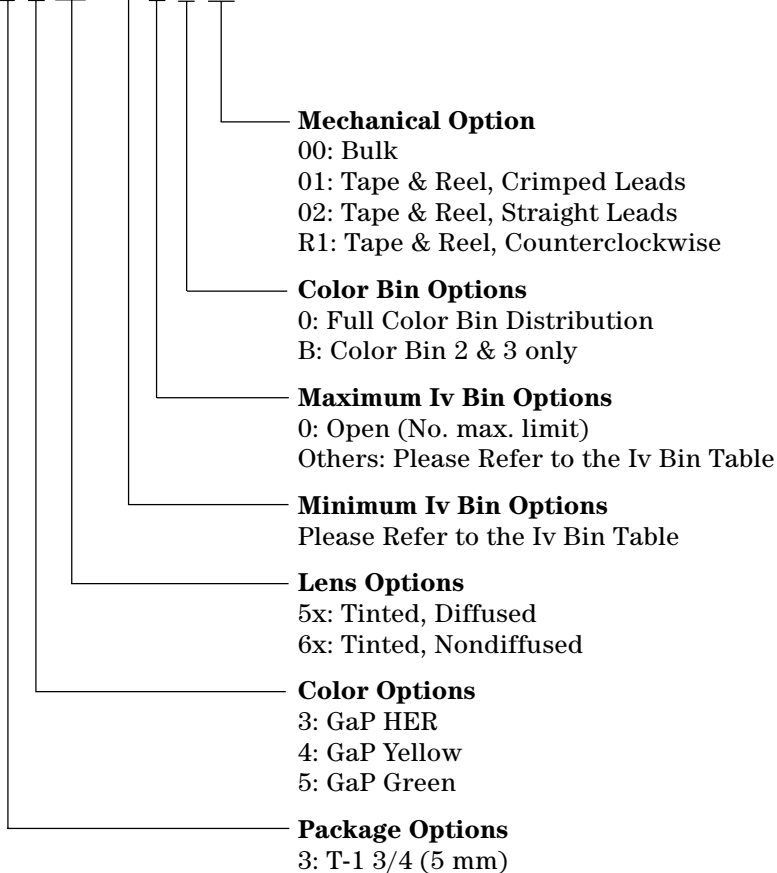 Mechanical Option
00: Bulk
01: Tape & Reel, Crimped Leads
02: Tape & Reel, Straight Leads
R1: Tape & Reel, Counterclockwise
Color Bin Options
0: Full Color Bin Distribution
B: Color Bin 2 & 3 only
Maximum Iv Bin Options
0: Open (No. max. limit)
Others: Please Refer to the Iv Bin Table
Minimum Iv Bin Options
Please Refer to the Iv Bin Table
Lens Options
5x: Tinted, Diffused
6x: Tinted, Nondiffused
Color Options
3: GaP HER
4: GaP Yellow
5: GaP Green
Package Options
3: T-1 3/4 (5 mm)